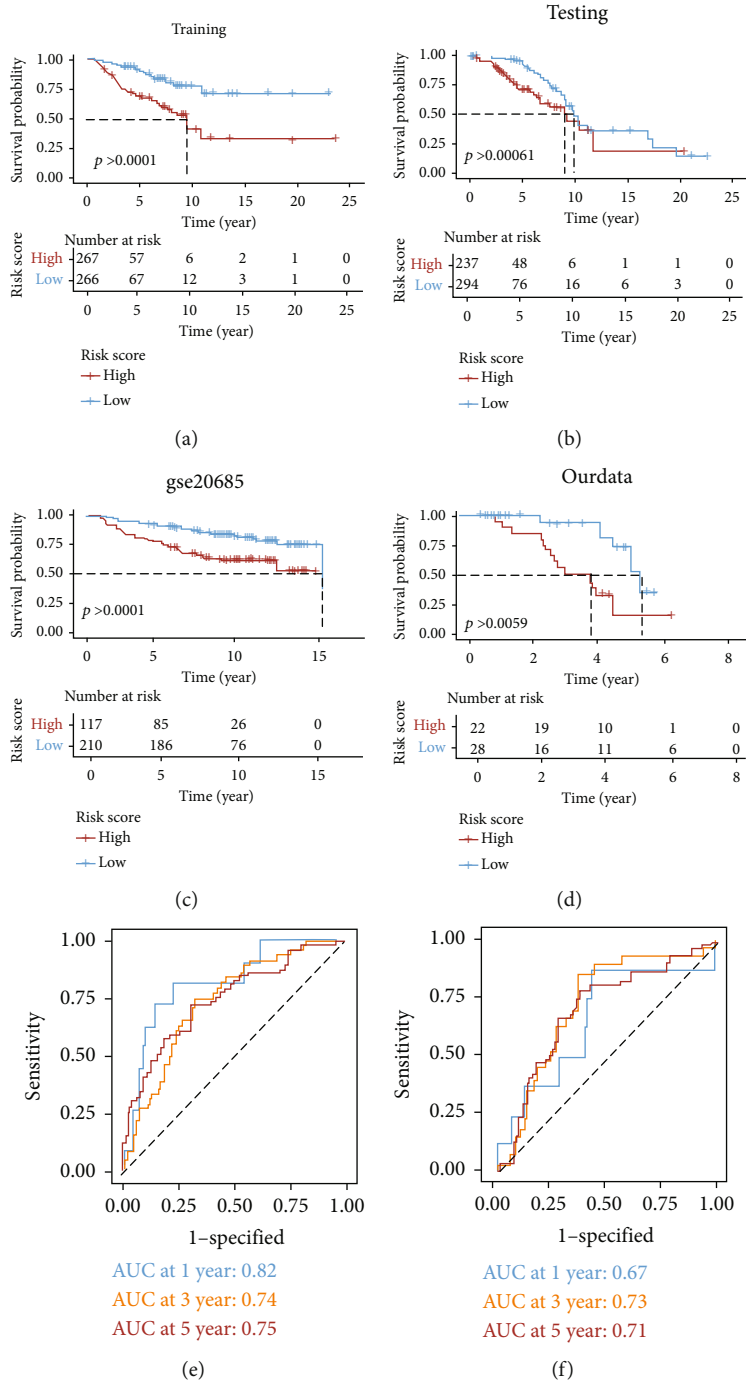 Training
Survival probability
1.00
0.75
0.50
0.25
0.00
p >0.0001
0 5 10 15 20 25
Time (year)
Number at risk
Risk score
High 267 57 6 2 1 0
Low 266 67 12 3 1 0
0 5 10 15 20 25
Time (year)
Risk score
High
Low
(a)
Testing
Survival probability
1.00
0.75
0.50
0.25
0.00
p >0.00061
0 5 10 15 20 25
Time (year)
Number at risk
Risk score
High 237 48 6 1 1 0
Low 294 76 16 6 3 0
0 5 10 15 20 25
Time (year)
Risk score
High
Low
(b)
gse20685
Survival probability
1.00
0.75
0.50
0.25
0.00
p >0.0001
0 5 10 15
Time (year)
Number at risk
Risk score
High 117 85 26 0
Low 210 186 76 0
0 5 10 15
Time (year)
Risk score
High
Low
(c)
Ourdata
Survival probability
1.00
0.75
0.50
0.25
0.00
p >0.0059
0 2 4 6 8
Time (year)
Number at risk
Risk score
High 22 19 10 1 0
Low 28 16 11 6 0
0 2 4 6 8
Time (year)
Risk score
High
Low
(d)
Sensitivity
1.00
0.75
0.50
0.25
0.00
0.00 0.25 0.50 0.75 1.00
1–specified
AUC at 1 year: 0.82
AUC at 3 year: 0.74
AUC at 5 year: 0.75
(e)
Sensitivity
1.00
0.75
0.50
0.25
0.00
0.00 0.25 0.50 0.75 1.00
1–specified
AUC at 1 year: 0.67
AUC at 3 year: 0.73
AUC at 5 year: 0.71
(f)